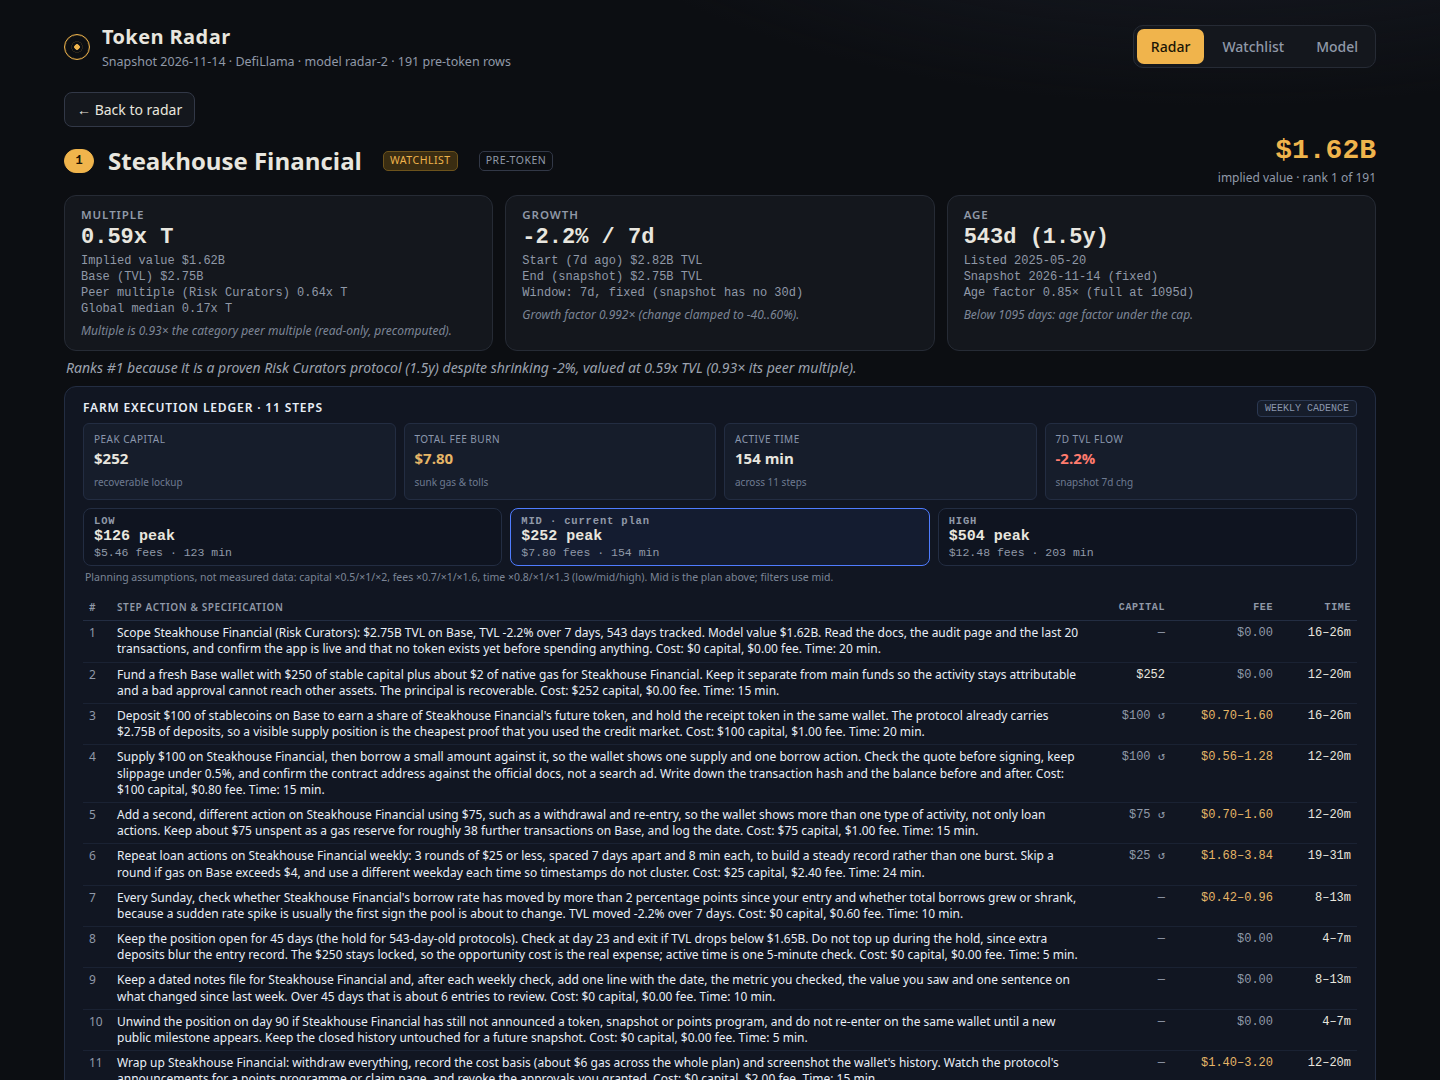 Token Radar
Snapshot 2026-11-14 · DefiLlama · model radar-2 · 191 pre-token rows
Radar
Watchlist
Model
← Back to radar
1
Steakhouse Financial
WATCHLIST
PRE-TOKEN
$1.62B
implied value · rank 1 of 191
MULTIPLE
0.59x T
Implied value $1.62B
Base (TVL) $2.75B
Peer multiple (Risk Curators) 0.64x T
Global median 0.17x T
Multiple is 0.93× the category peer multiple (read-only, precomputed).
GROWTH
-2.2% / 7d
Start (7d ago) $2.82B TVL
End (snapshot) $2.75B TVL
Window: 7d, fixed (snapshot has no 30d)
Growth factor 0.992× (change clamped to -40..60%).
AGE
543d (1.5y)
Listed 2025-05-20
Snapshot 2026-11-14 (fixed)
Age factor 0.85× (full at 1095d)
Below 1095 days: age factor under the cap.
Ranks #1 because it is a proven Risk Curators protocol (1.5y) despite shrinking -2%, valued at 0.59x TVL (0.93× its peer multiple).
FARM EXECUTION LEDGER · 11 STEPS
WEEKLY CADENCE
PEAK CAPITAL
$252
recoverable lockup
TOTAL FEE BURN
$7.80
sunk gas & tolls
ACTIVE TIME
154 min
across 11 steps
7D TVL FLOW
-2.2%
snapshot 7d chg
LOW
$126 peak
$5.46 fees · 123 min
MID · current plan
$252 peak
$7.80 fees · 154 min
HIGH
$504 peak
$12.48 fees · 203 min
Planning assumptions, not measured data: capital ×0.5/×1/×2, fees ×0.7/×1/×1.6, time ×0.8/×1/×1.3 (low/mid/high). Mid is the plan above; filters use mid.
# STEP ACTION & SPECIFICATION CAPITAL FEE TIME
1 Scope Steakhouse Financial (Risk Curators): $2.75B TVL on Base, TVL -2.2% over 7 days, 543 days tracked. Model value $1.62B. Read the docs, the audit page and the last 20 — $0.00 16–26m
transactions, and confirm the app is live and that no token exists yet before spending anything. Cost: $0 capital, $0.00 fee. Time: 20 min.
2 Fund a fresh Base wallet with $250 of stable capital plus about $2 of native gas for Steakhouse Financial. Keep it separate from main funds so the activity stays attributable $252 $0.00 12–20m
and a bad approval cannot reach other assets. The principal is recoverable. Cost: $252 capital, $0.00 fee. Time: 15 min.
3 Deposit $100 of stablecoins on Base to earn a share of Steakhouse Financial's future token, and hold the receipt token in the same wallet. The protocol already carries $100 ↺ $0.70–1.60 16–26m
$2.75B of deposits, so a visible supply position is the cheapest proof that you used the credit market. Cost: $100 capital, $1.00 fee. Time: 20 min.
4 Supply $100 on Steakhouse Financial, then borrow a small amount against it, so the wallet shows one supply and one borrow action. Check the quote before signing, keep $100 ↺ $0.56–1.28 12–20m
slippage under 0.5%, and confirm the contract address against the official docs, not a search ad. Write down the transaction hash and the balance before and after. Cost:
$100 capital, $0.80 fee. Time: 15 min.
5 Add a second, different action on Steakhouse Financial using $75, such as a withdrawal and re-entry, so the wallet shows more than one type of activity, not only loan $75 ↺ $0.70–1.60 12–20m
actions. Keep about $75 unspent as a gas reserve for roughly 38 further transactions on Base, and log the date. Cost: $75 capital, $1.00 fee. Time: 15 min.
6 Repeat loan actions on Steakhouse Financial weekly: 3 rounds of $25 or less, spaced 7 days apart and 8 min each, to build a steady record rather than one burst. Skip a $25 ↺ $1.68–3.84 19–31m
round if gas on Base exceeds $4, and use a different weekday each time so timestamps do not cluster. Cost: $25 capital, $2.40 fee. Time: 24 min.
7 Every Sunday, check whether Steakhouse Financial's borrow rate has moved by more than 2 percentage points since your entry and whether total borrows grew or shrank, — $0.42–0.96 8–13m
because a sudden rate spike is usually the first sign the pool is about to change. TVL moved -2.2% over 7 days. Cost: $0 capital, $0.60 fee. Time: 10 min.
8 Keep the position open for 45 days (the hold for 543-day-old protocols). Check at day 23 and exit if TVL drops below $1.65B. Do not top up during the hold, since extra — $0.00 4–7m
deposits blur the entry record. The $250 stays locked, so the opportunity cost is the real expense; active time is one 5-minute check. Cost: $0 capital, $0.00 fee. Time: 5 min.
9 Keep a dated notes file for Steakhouse Financial and, after each weekly check, add one line with the date, the metric you checked, the value you saw and one sentence on — $0.00 8–13m
what changed since last week. Over 45 days that is about 6 entries to review. Cost: $0 capital, $0.00 fee. Time: 10 min.
10 Unwind the position on day 90 if Steakhouse Financial has still not announced a token, snapshot or points program, and do not re-enter on the same wallet until a new — $0.00 4–7m
public milestone appears. Keep the closed history untouched for a future snapshot. Cost: $0 capital, $0.00 fee. Time: 5 min.
11 Wrap up Steakhouse Financial: withdraw everything, record the cost basis (about $6 gas across the whole plan) and screenshot the wallet's history. Watch the protocol's — $1.40–3.20 12–20m
announcements for a points programme or claim page, and revoke the approvals you granted. Cost: $0 capital, $2.00 fee. Time: 15 min.